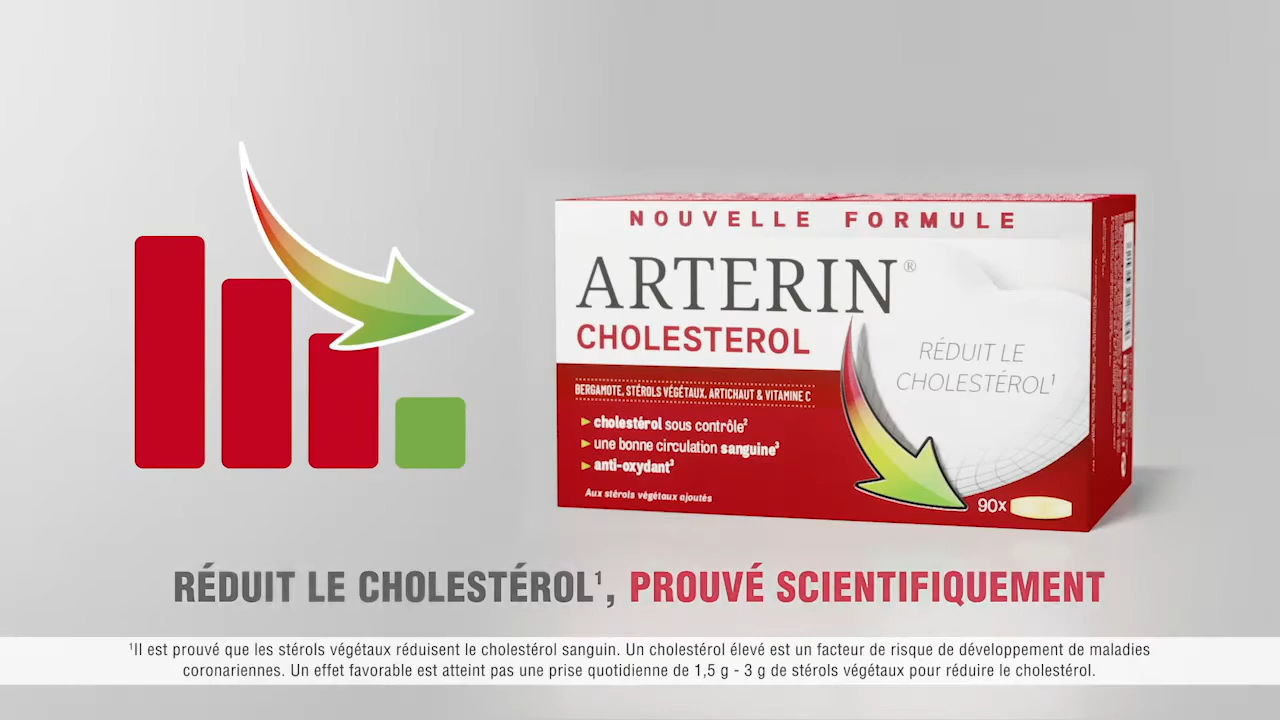 NOUVELLE FORMULE
ARTERIN®
CHOLESTEROL
RÉDUIT LE
CHOLESTÉROL¹
BERGAMOTE, STÉROLS VÉGÉTAUX, ARTICHAUT & VITAMINE C
cholestérol sous contrôle²
une bonne circulation sanguine³
anti-oxydant³
Aux stérols végétaux ajoutés
90x
RÉDUIT LE CHOLESTÉROL¹, PROUVÉ SCIENTIFIQUEMENT
¹Il est prouvé que les stérols végétaux réduisent le cholestérol sanguin. Un cholestérol élevé est un facteur de risque de développement de maladies
coronariennes. Un effet favorable est atteint pas une prise quotidienne de 1,5 g - 3 g de stérols végétaux pour réduire le cholestérol.